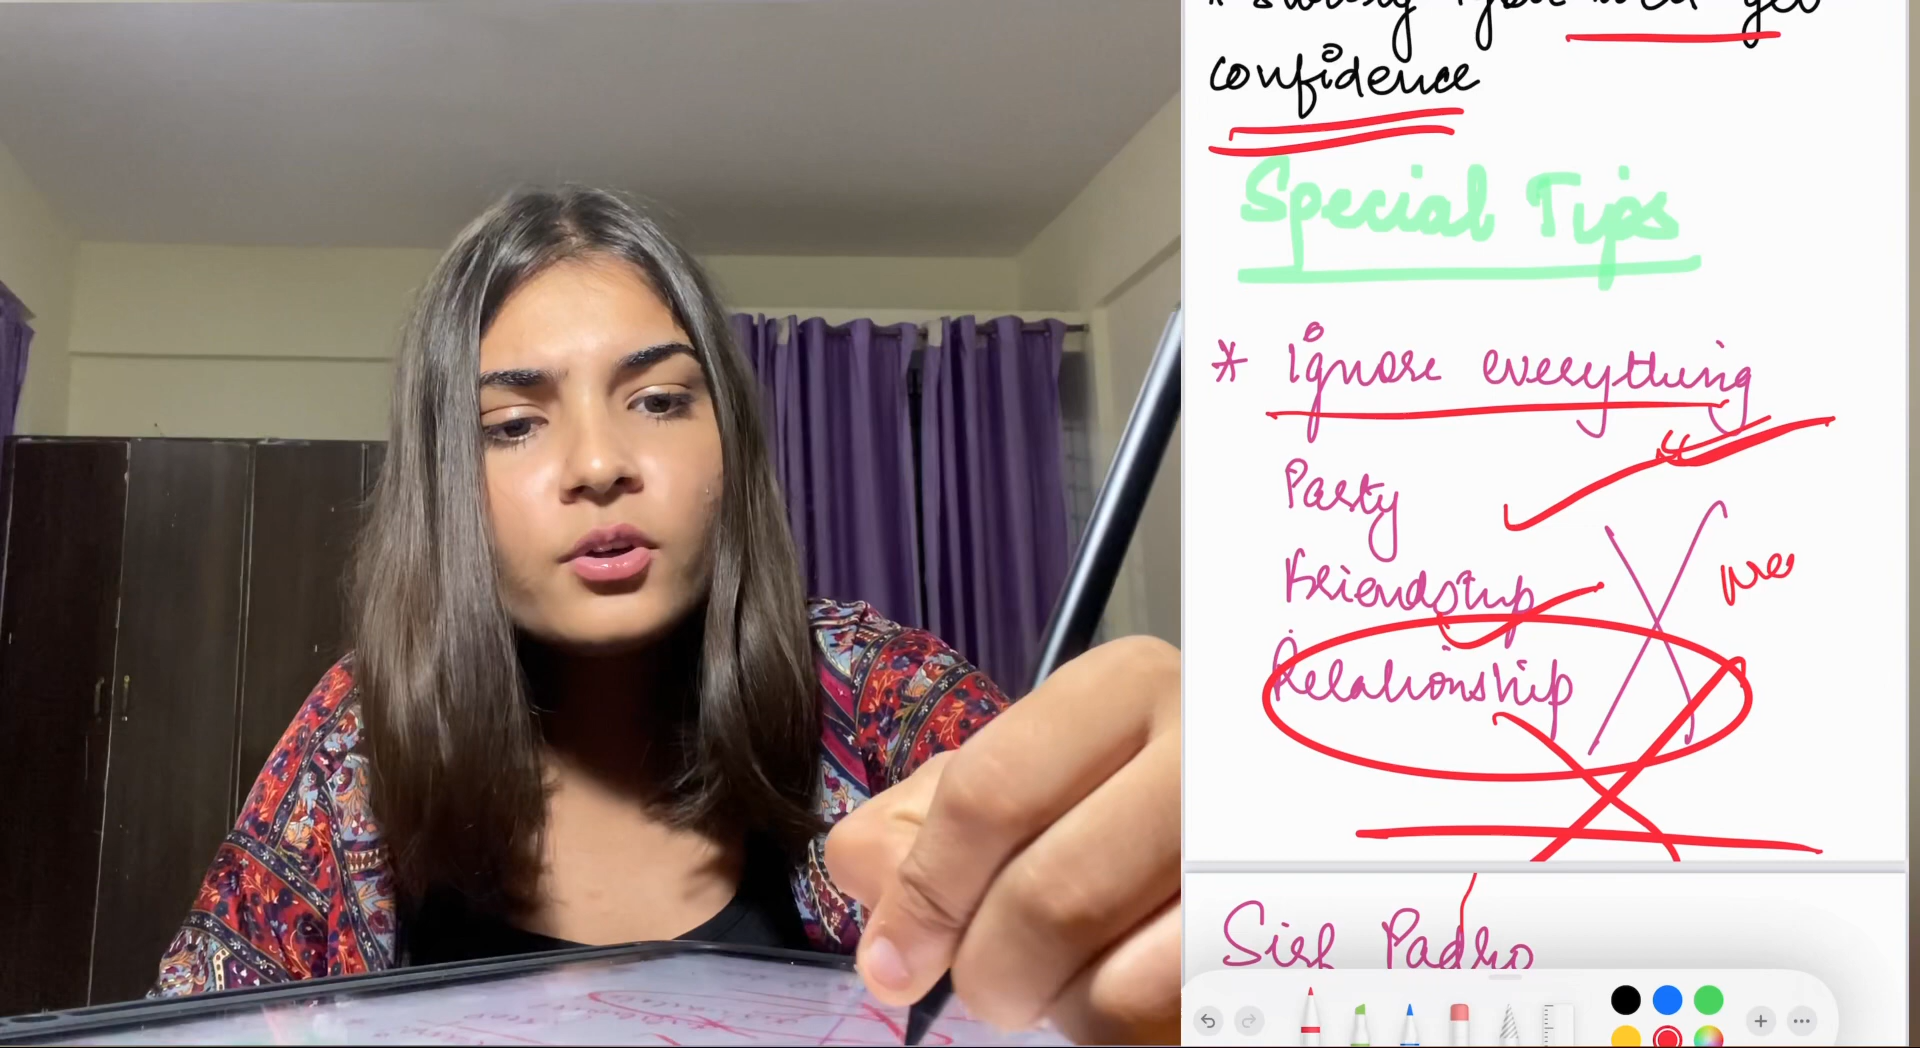 confidence
Special Tips
* Ignore everything
Party
Friendship
Relationship
Sirf Padho